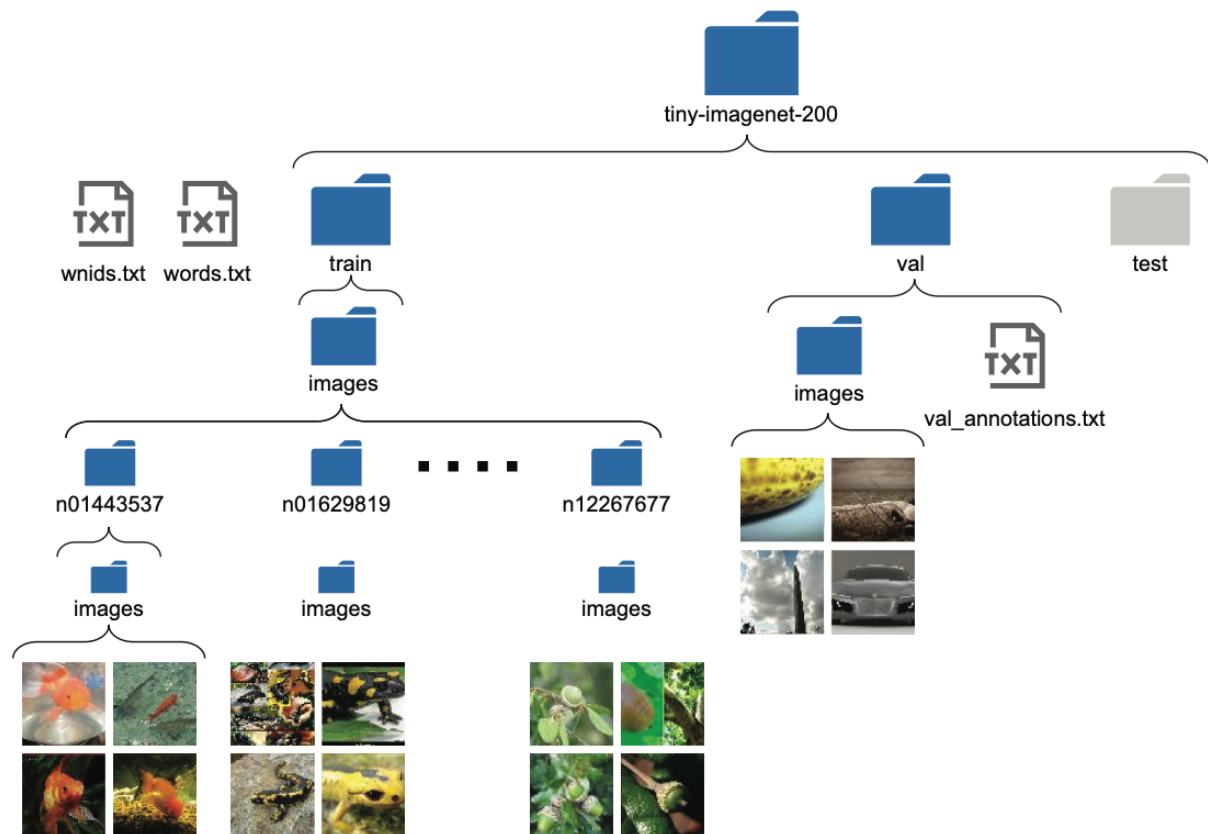 tiny-imagenet-200
TXT
TXT
wnids.txt
words.txt
train
val
test
images
images
TXT
val_annotations.txt
n01443537
n01629819
n12267677
images
images
images